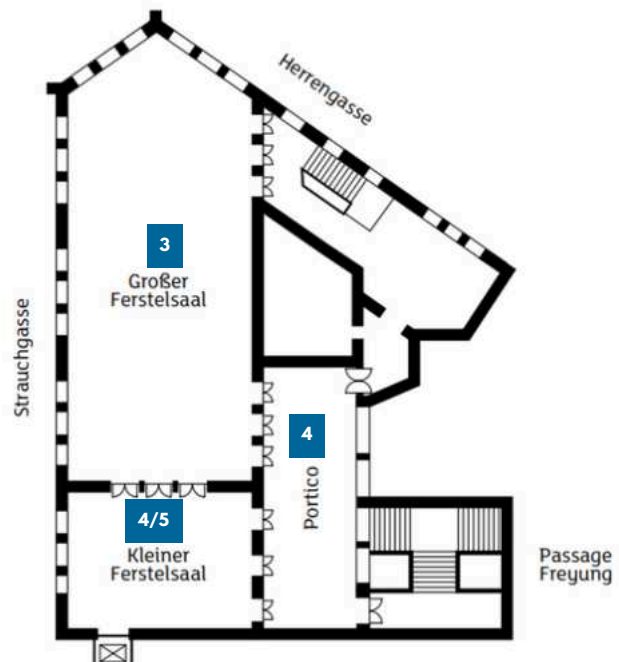 Herrengasse
3
Großer
Ferstelsaal
Strauchgasse
4
Portico
4/5
Kleiner
Ferstelsaal
Passage
Freyung